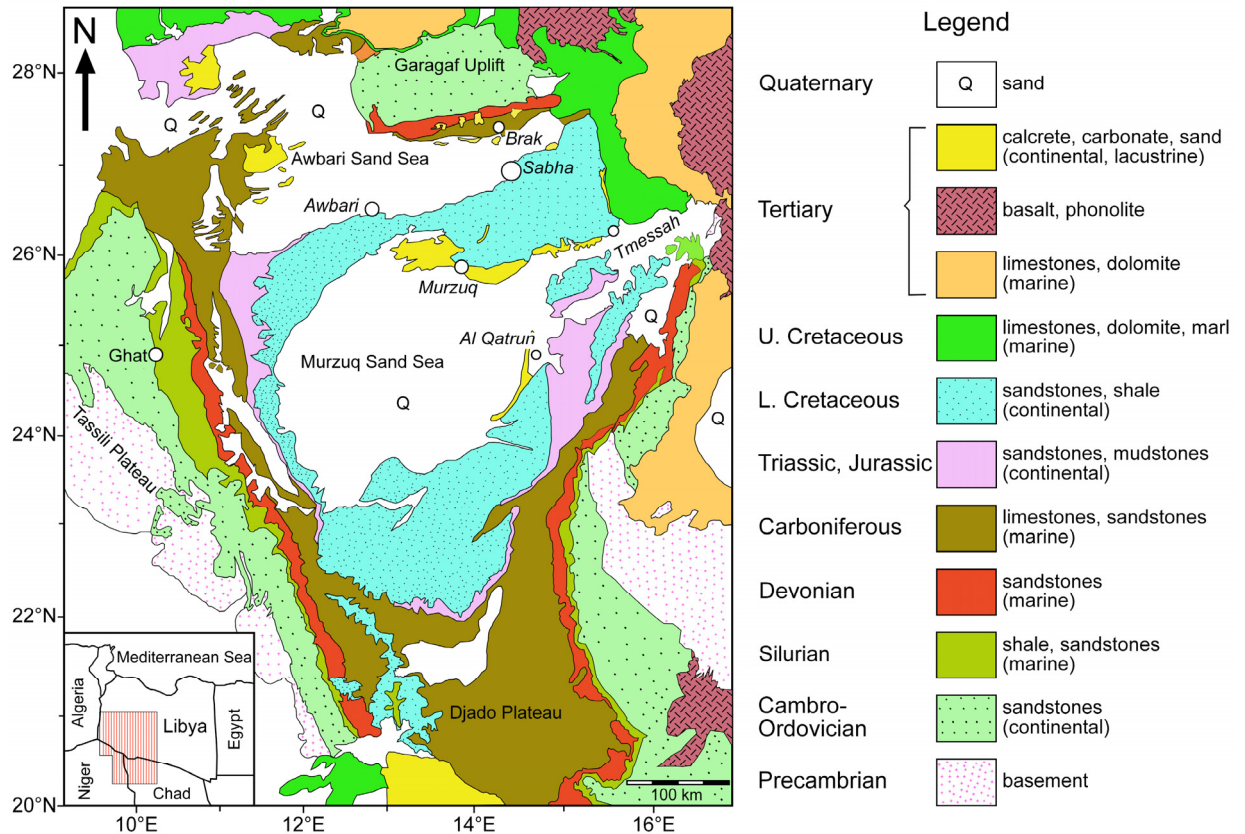 N
28°N
26°N
24°N
22°N
20°N
10°E
12°E
14°E
16°E
Garagaf Uplift
Q
Q
Brak
Awbari Sand Sea
Sabha
Awbari
Tmessah
Murzuq
Al Qatrun
Q
Ghat
Murzuq Sand Sea
Q
Q
Tassili Plateau
Djado Plateau
100 km
Mediterranean Sea
Algeria
Libya
Egypt
Niger
Chad
Legend
Quaternary
Q
sand
Tertiary
calcrete, carbonate, sand
(continental, lacustrine)
basalt, phonolite
limestones, dolomite
(marine)
U. Cretaceous
limestones, dolomite, marl
(marine)
L. Cretaceous
sandstones, shale
(continental)
Triassic, Jurassic
sandstones, mudstones
(continental)
Carboniferous
limestones, sandstones
(marine)
Devonian
sandstones
(marine)
Silurian
shale, sandstones
(marine)
Cambro-
Ordovician
sandstones
(continental)
Precambrian
basement